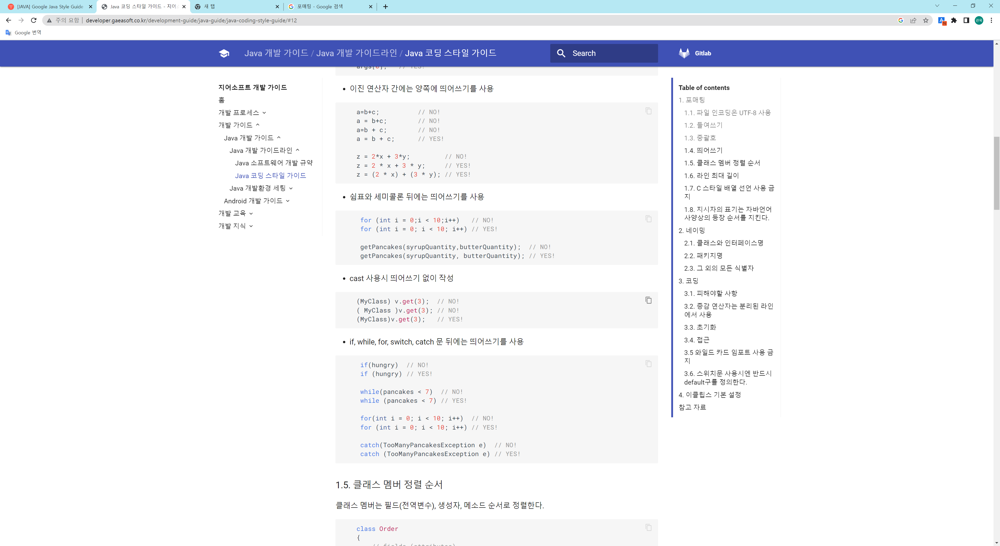 [JAVA] Google Java Style Guide
Java 코딩 스타일 가이드 - 지어소
새 탭
포매팅 - Google 검색
주의 요함
developer.gaeasoft.co.kr/development-guide/java-guide/java-coding-style-guide/#12
관욱
Google 번역
Java 개발 가이드 / Java 개발 가이드라인 / Java 코딩 스타일 가이드
Search
Gitlab
지어소프트 개발 가이드
홈
개발 프로세스
개발 가이드
Java 개발 가이드
Java 개발 가이드라인
Java 소프트웨어 개발 규약
Java 코딩 스타일 가이드
Java 개발환경 세팅
Android 개발 가이드
개발 교육
개발 지식
args[0];   // YES!
• 이진 연산자 간에는 양쪽에 띄어쓰기를 사용
a=b+c;          // NO!
a = b+c;        // NO!
a=b + c;        // NO!
a = b + c;      // YES!
z = 2*x + 3*y;         // NO!
z = 2 * x + 3 * y;     // YES!
z = (2 * x) + (3 * y); // YES!
• 쉼표와 세미콜론 뒤에는 띄어쓰기를 사용
for (int i = 0;i < 10;i++)   // NO!
for (int i = 0; i < 10; i++) // YES!
getPancakes(syrupQuantity,butterQuantity);  // NO!
getPancakes(syrupQuantity, butterQuantity); // YES!
• cast 사용시 띄어쓰기 없이 작성
(MyClass) v.get(3);  // NO!
( MyClass )v.get(3); // NO!
(MyClass)v.get(3);   // YES!
• if, while, for, switch, catch 문 뒤에는 띄어쓰기를 사용
if(hungry)  // NO!
if (hungry) // YES!
while(pancakes < 7)  // NO!
while (pancakes < 7) // YES!
for(int i = 0; i < 10; i++)  // NO!
for (int i = 0; i < 10; i++) // YES!
catch(TooManyPancakesException e)  // NO!
catch (TooManyPancakesException e) // YES!
1.5. 클래스 멤버 정렬 순서
클래스 멤버는 필드(전역변수), 생성자, 메소드 순서로 정렬한다.
class Order
{
// fields (attributes)
Table of contents
1. 포매팅
1.1. 파일 인코딩은 UTF-8 사용
1.2. 들여쓰기
1.3. 중괄호
1.4. 띄어쓰기
1.5. 클래스 멤버 정렬 순서
1.6. 라인 최대 길이
1.7. C 스타일 배열 선언 사용 금
지
1.8. 지시자의 표기는 자바언어
사양상의 등장 순서를 지킨다.
2. 네이밍
2.1. 클래스와 인터페이스명
2.2. 패키지명
2.3. 그 외의 모든 식별자
3. 코딩
3.1. 피해야할 사항
3.2. 증감 연산자는 분리된 라인
에서 사용
3.3. 초기화
3.4. 접근
3.5 와일드 카드 임포트 사용 금
지
3.6. 스위치문 사용시엔 반드시
default구를 정의한다.
4. 이클립스 기본 설정
참고 자료